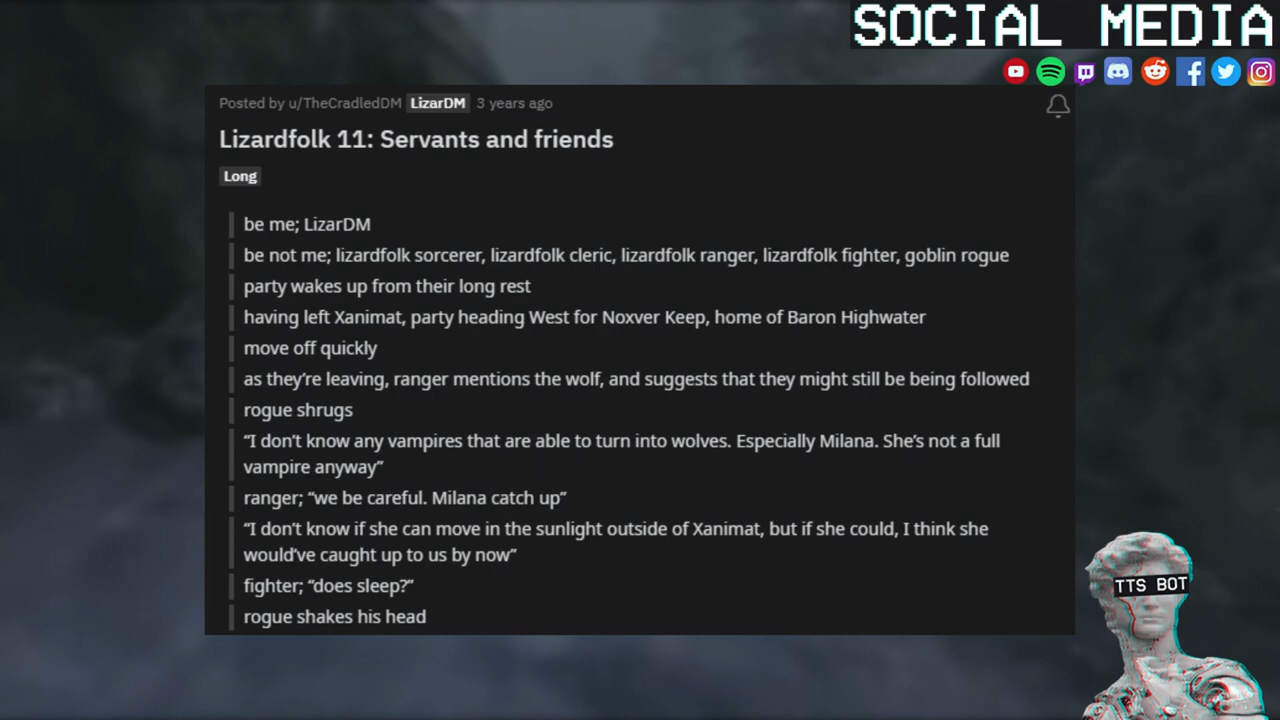 SOCIAL MEDIA
Posted by u/TheCradledDM LizarDM 3 years ago
Lizardfolk 11: Servants and friends
Long
be me; LizarDM
be not me; lizardfolk sorcerer, lizardfolk cleric, lizardfolk ranger, lizardfolk fighter, goblin rogue
party wakes up from their long rest
having left Xanimat, party heading West for Noxver Keep, home of Baron Highwater
move off quickly
as they’re leaving, ranger mentions the wolf, and suggests that they might still be being followed
rogue shrugs
“I don’t know any vampires that are able to turn into wolves. Especially Milana. She’s not a full
vampire anyway”
ranger; “we be careful. Milana catch up”
“I don’t know if she can move in the sunlight outside of Xanimat, but if she could, I think she
would’ve caught up to us by now”
fighter; “does sleep?”
rogue shakes his head
TTS BOT